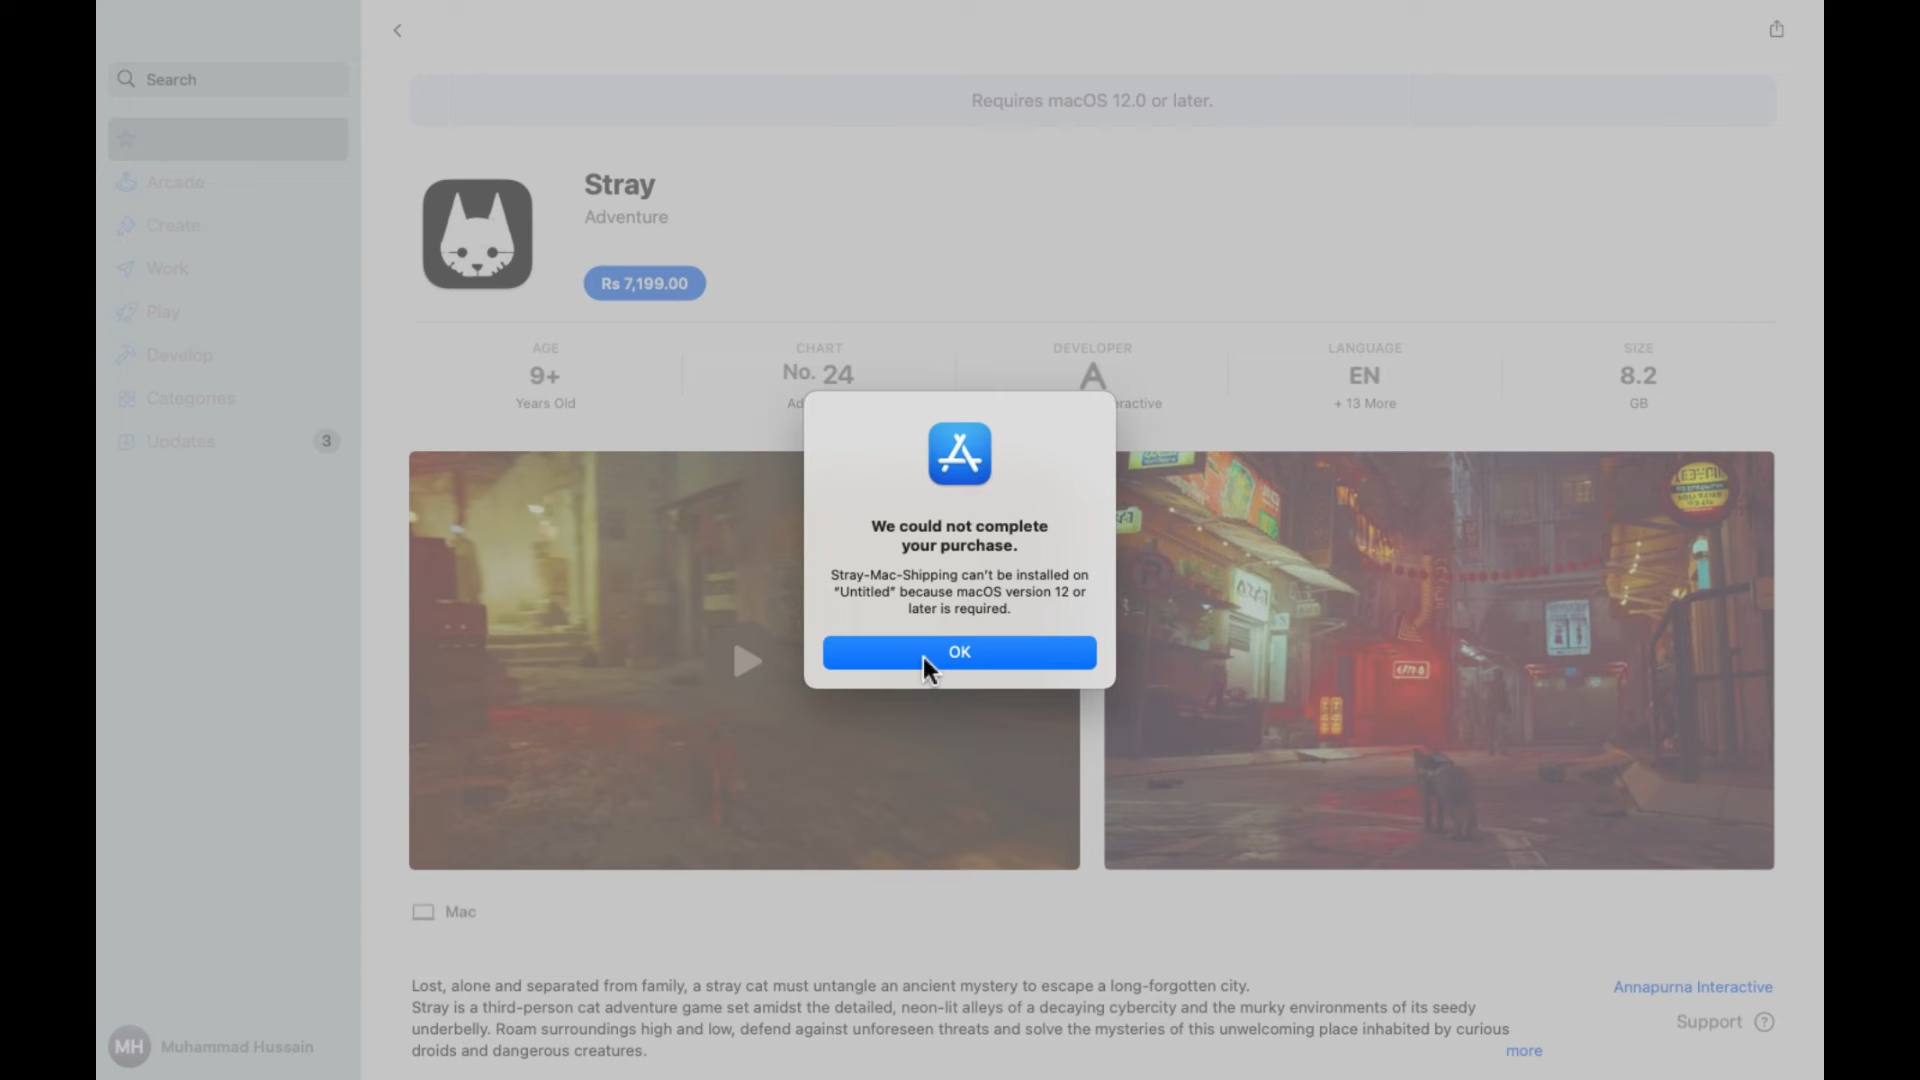 Search
Requires macOS 12.0 or later.
Arcade
Create
Work
Play
Develop
Categories
Updates
3
Muhammad Hussain
MH
Stray
Adventure
Rs 7,199.00
AGE
9+
Years Old
CHART
No. 24
Ad
DEVELOPER
A
ractive
LANGUAGE
EN
+ 13 More
SIZE
8.2
GB
We could not complete
your purchase.
Stray-Mac-Shipping can't be installed on
"Untitled" because macOS version 12 or
later is required.
OK
Mac
Lost, alone and separated from family, a stray cat must untangle an ancient mystery to escape a long-forgotten city.
Stray is a third-person cat adventure game set amidst the detailed, neon-lit alleys of a decaying cybercity and the murky environments of its seedy
underbelly. Roam surroundings high and low, defend against unforeseen threats and solve the mysteries of this unwelcoming place inhabited by curious
droids and dangerous creatures.
more
Annapurna Interactive
Support ?